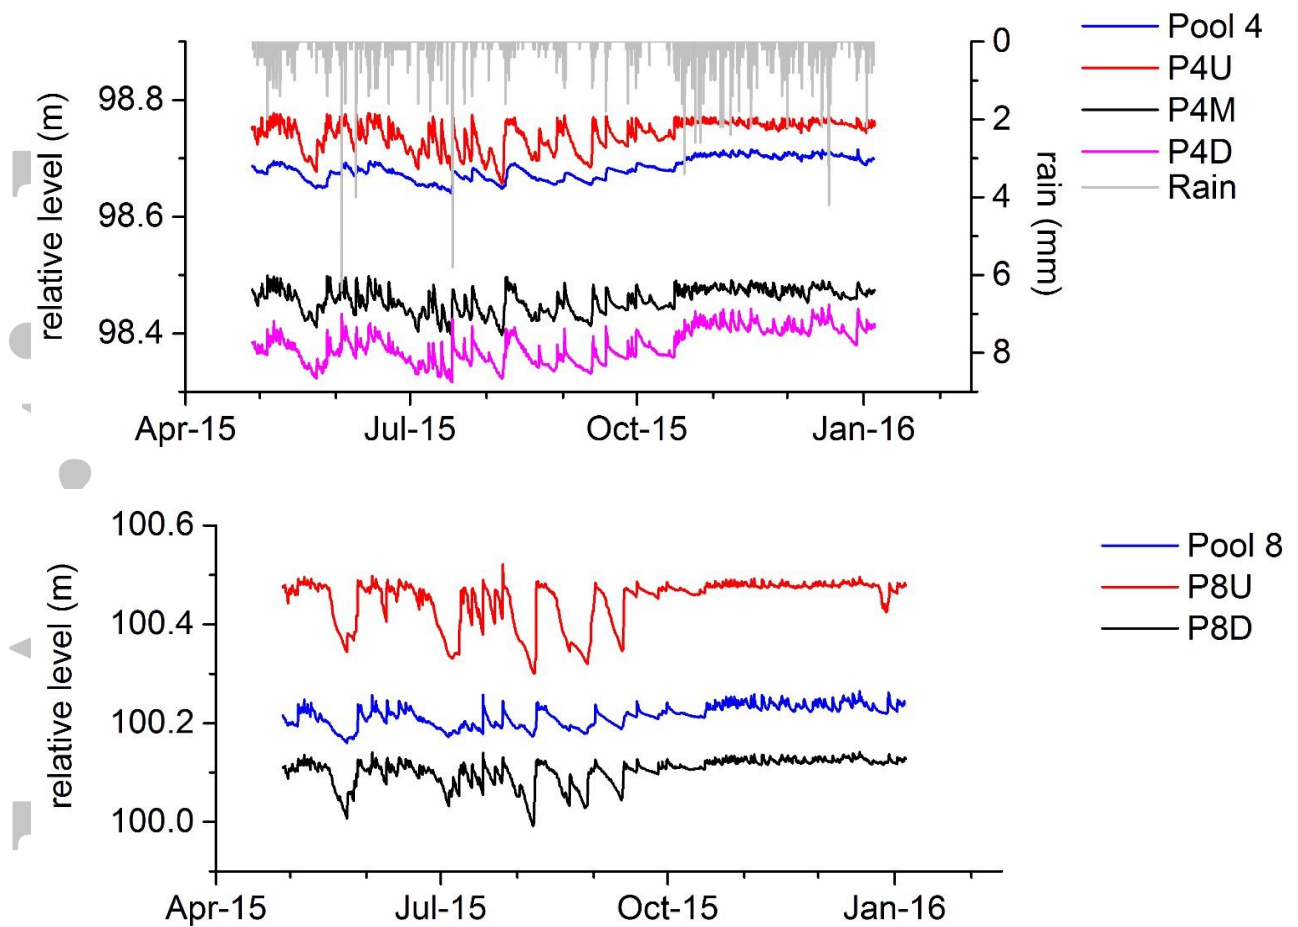 Pool 4
P4U
P4M
P4D
Rain
relative level (m)
98.8
98.6
98.4
0
2
4
6
8
rain (mm)
Apr-15 Jul-15 Oct-15 Jan-16
Pool 8
P8U
P8D
relative level (m)
100.6
100.4
100.2
100.0
Apr-15 Jul-15 Oct-15 Jan-16